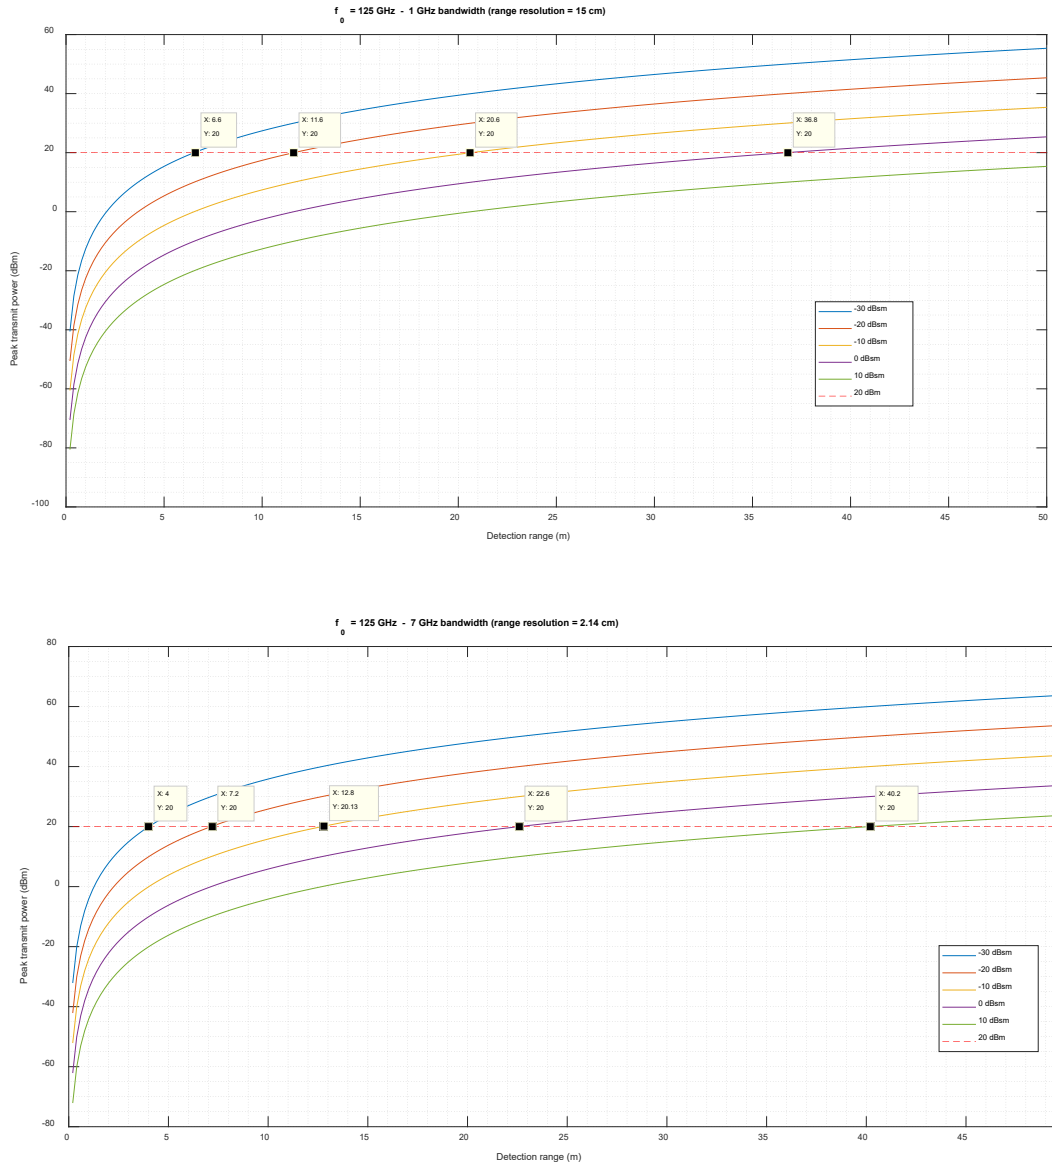 f
0
= 125 GHz - 1 GHz bandwidth (range resolution = 15 cm)
60
40
20
0
-20
-40
-60
-80
-100
Peak transmit power (dBm)
X: 6.6
Y: 20
X: 11.6
Y: 20
X: 20.6
Y: 20
X: 36.8
Y: 20
-30 dBsm
-20 dBsm
-10 dBsm
0 dBsm
10 dBsm
20 dBm
0 5 10 15 20 25 30 35 40 45 50
Detection range (m)
f
0
= 125 GHz - 7 GHz bandwidth (range resolution = 2.14 cm)
80
60
40
20
0
-20
-40
-60
-80
Peak transmit power (dBm)
X: 4
Y: 20
X: 7.2
Y: 20
X: 12.8
Y: 20.13
X: 22.6
Y: 20
X: 40.2
Y: 20
-30 dBsm
-20 dBsm
-10 dBsm
0 dBsm
10 dBsm
20 dBm
0 5 10 15 20 25 30 35 40 45
Detection range (m)